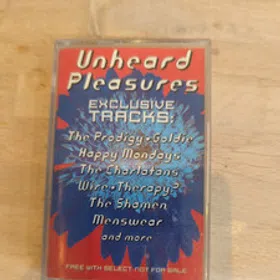 Unheard
Pleasures
EXCLUSIVE
TRACKS:
The Prodigy • Goldie
Happy Mondays
The Charlatans
Wire • Therapy?
The Shamen
Menswear
and more
FREE WITH SELECT NOT FOR SALE